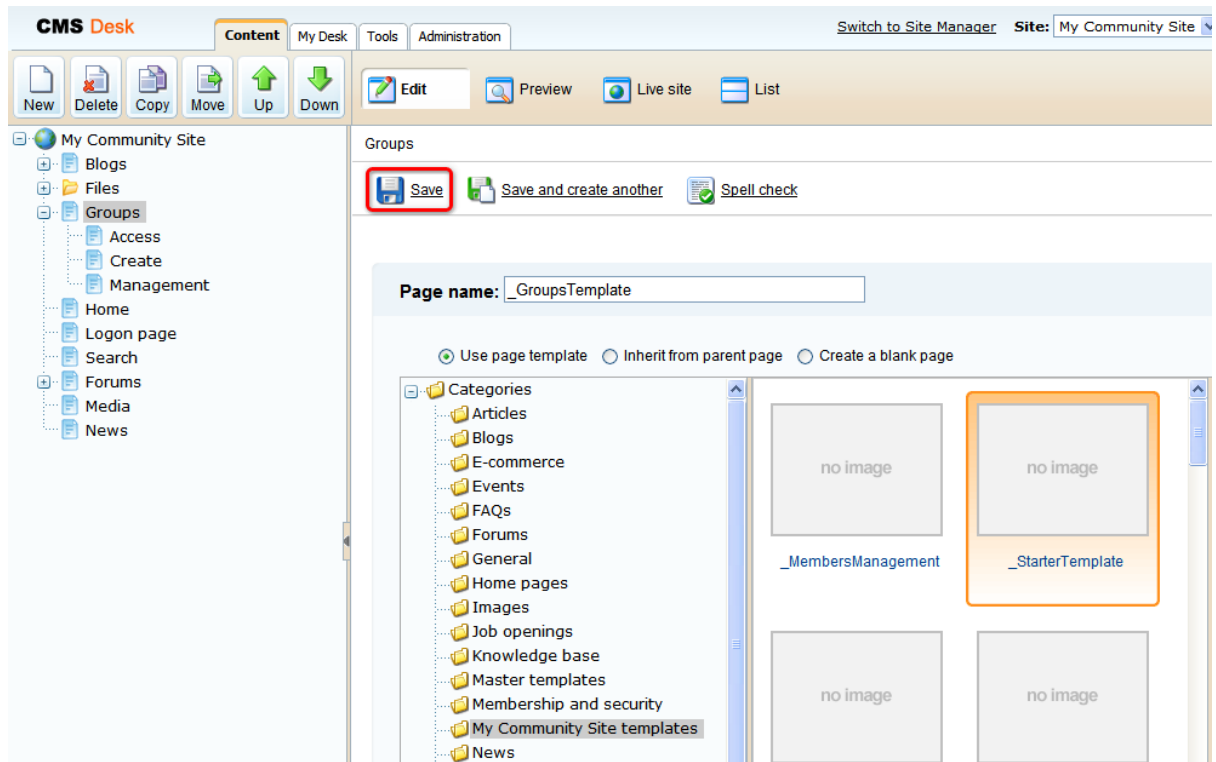 CMS Desk
Content
My Desk
Tools
Administration
Switch to Site Manager
Site: My Community Site
New
Delete
Copy
Move
Up
Down
Edit
Preview
Live site
List
My Community Site
Blogs
Files
Groups
Access
Create
Management
Home
Logon page
Search
Forums
Media
News
Groups
Save
Save and create another
Spell check
Page name: _GroupsTemplate
Use page template
Inherit from parent page
Create a blank page
Categories
Articles
Blogs
E-commerce
Events
FAQs
Forums
General
Home pages
Images
Job openings
Knowledge base
Master templates
Membership and security
My Community Site templates
News
no image
no image
_MembersManagement
_StarterTemplate
no image
no image